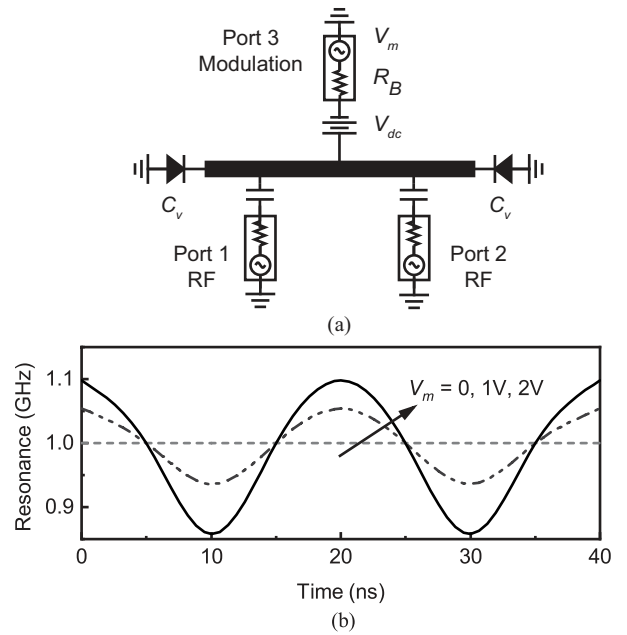 Port 3
Modulation
V_m
R_B
V_dc
C_v
C_v
Port 1
RF
Port 2
RF
(a)
Resonance (GHz)
1.1
1.0
0.9
V_m = 0, 1V, 2V
0 10 20 30 40
Time (ns)
(b)